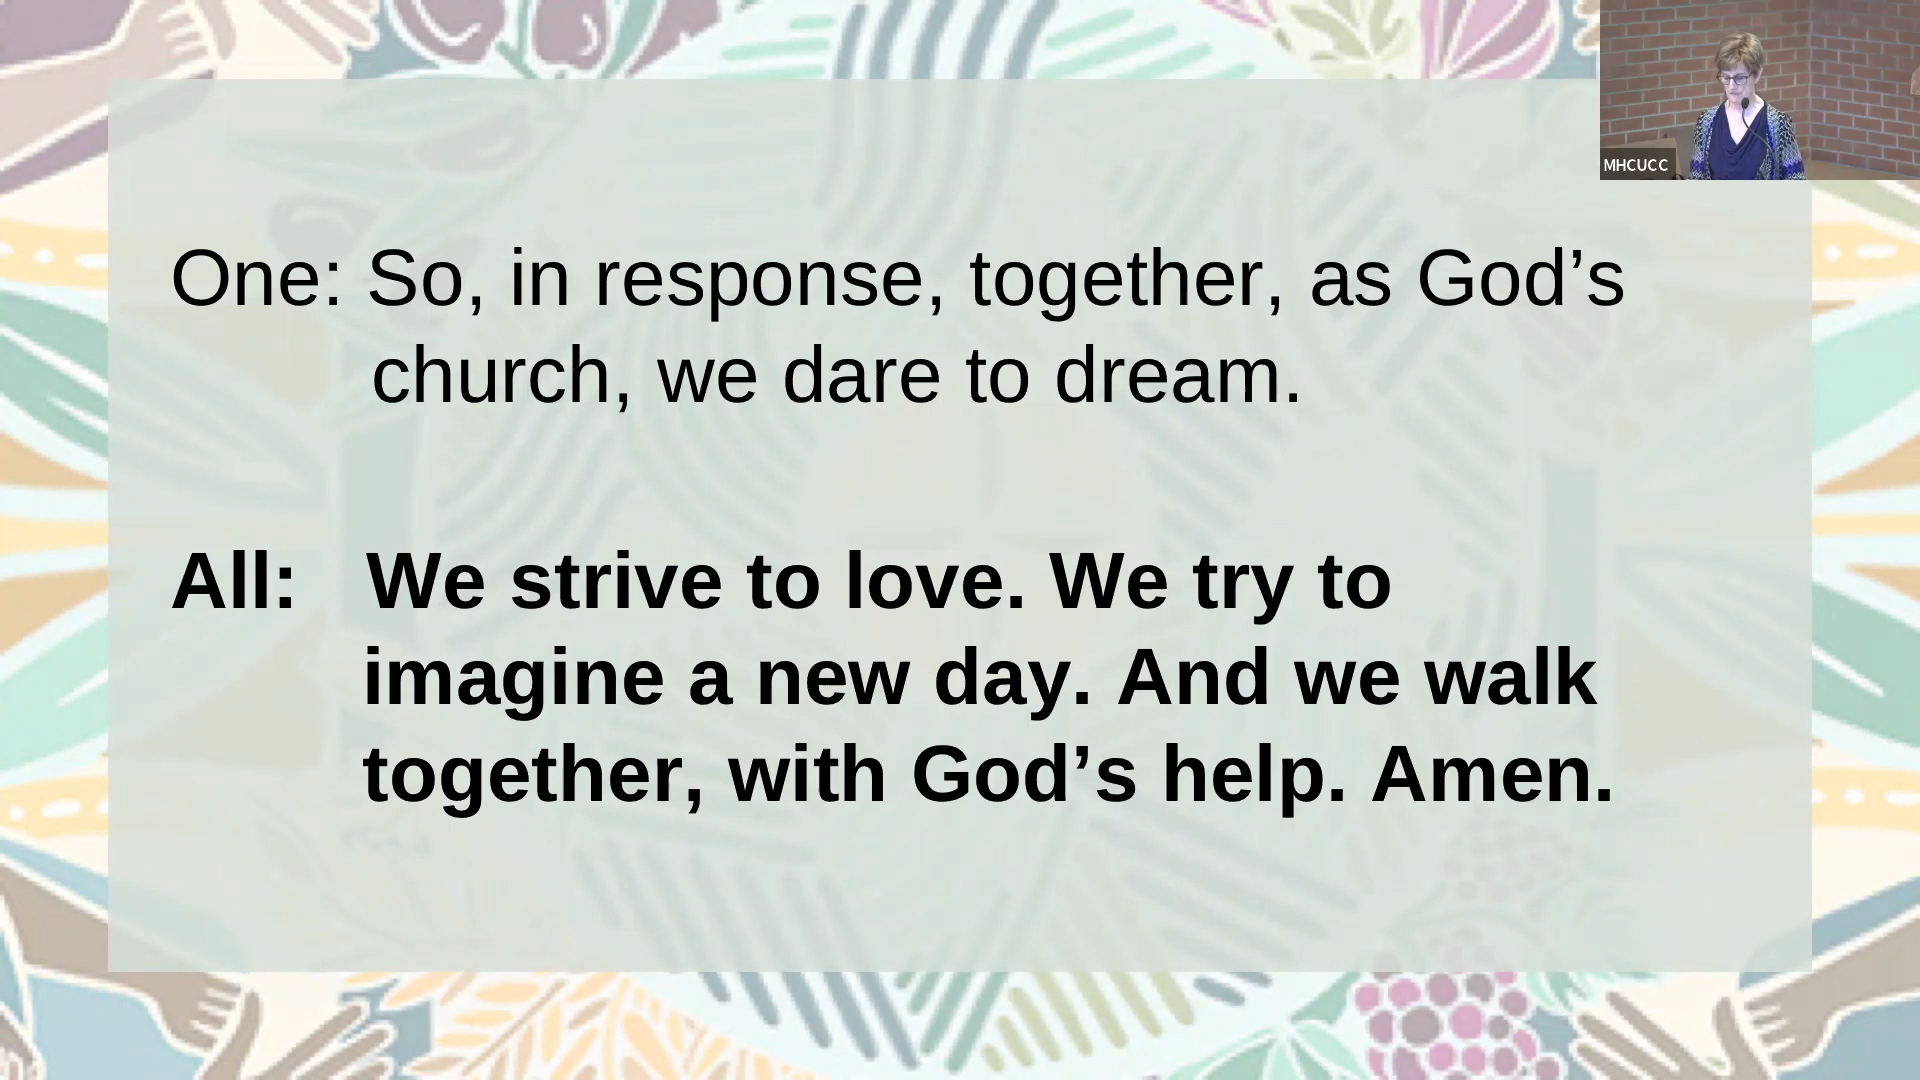 MHCUCC
One: So, in response, together, as God’s
church, we dare to dream.
All: We strive to love. We try to
imagine a new day. And we walk
together, with God’s help. Amen.